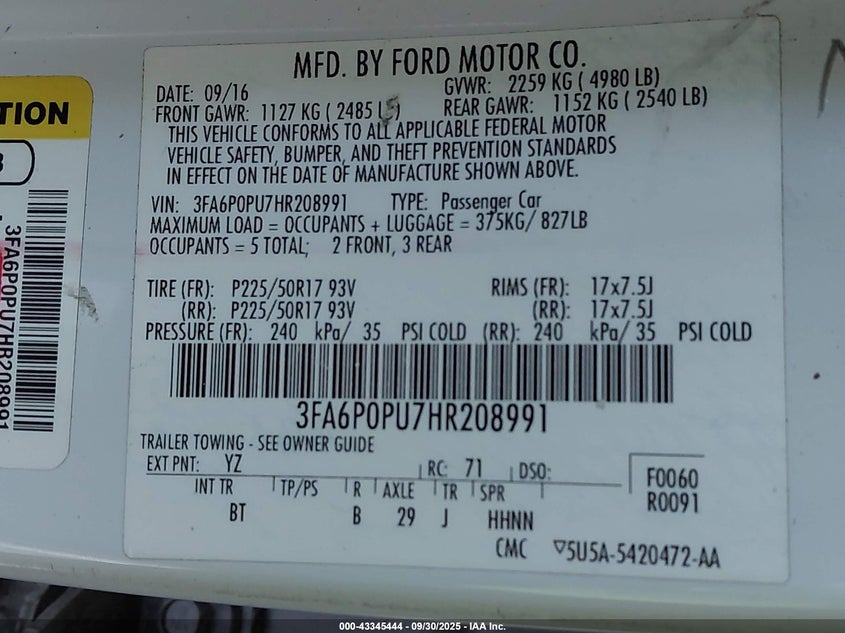 MFD. BY FORD MOTOR CO.
DATE: 09/16 GVWR: 2259 KG ( 4980 LB)
FRONT GAWR: 1127 KG ( 2485 LB) REAR GAWR: 1152 KG ( 2540 LB)
THIS VEHICLE CONFORMS TO ALL APPLICABLE FEDERAL MOTOR
VEHICLE SAFETY, BUMPER, AND THEFT PREVENTION STANDARDS
IN EFFECT ON THE DATE OF MANUFACTURE SHOWN ABOVE.
VIN: 3FA6P0PU7HR208991 TYPE: Passenger Car
MAXIMUM LOAD = OCCUPANTS + LUGGAGE = 375KG/ 827LB
OCCUPANTS = 5 TOTAL; 2 FRONT, 3 REAR
TIRE (FR): P225/50R17 93V RIMS (FR): 17x7.5J
(RR): P225/50R17 93V (RR): 17x7.5J
PRESSURE (FR): 240 kPa/ 35 PSI COLD (RR): 240 kPa/ 35 PSI COLD
3FA6P0PU7HR208991
TRAILER TOWING - SEE OWNER GUIDE
EXT PNT: YZ RC: 71 DSO:
INT TR TP/PS R AXLE TR SPR
BT B 29 J HHNN
F0060
R0091
CMC ▽5U5A-5420472-AA
TION
3FA6P0PU7HR208991
000-43345444 - 09/30/2025 - IAA Inc.